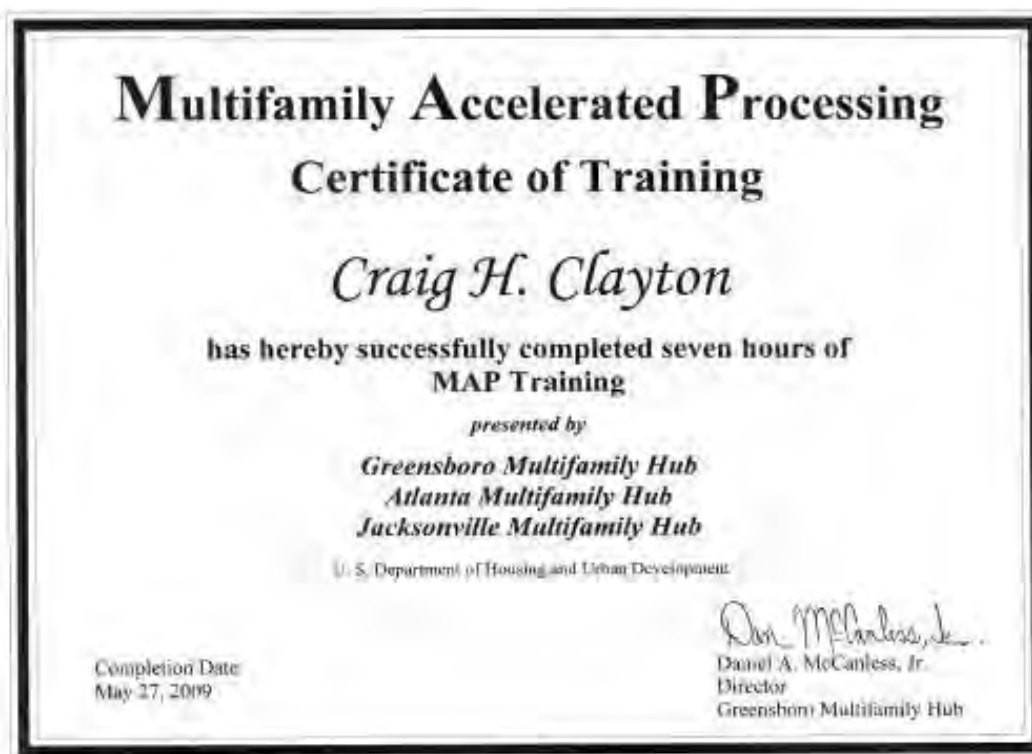 Multifamily Accelerated Processing
Certificate of Training
Craig H. Clayton
has hereby successfully completed seven hours of
MAP Training
presented by
Greensboro Multifamily Hub
Atlanta Multifamily Hub
Jacksonville Multifamily Hub
U. S. Department of Housing and Urban Development
Dan McCanless, Jr.
Daniel A. McCanless, Jr.
Director
Greensboro Multifamily Hub
Completion Date
May 27, 2009